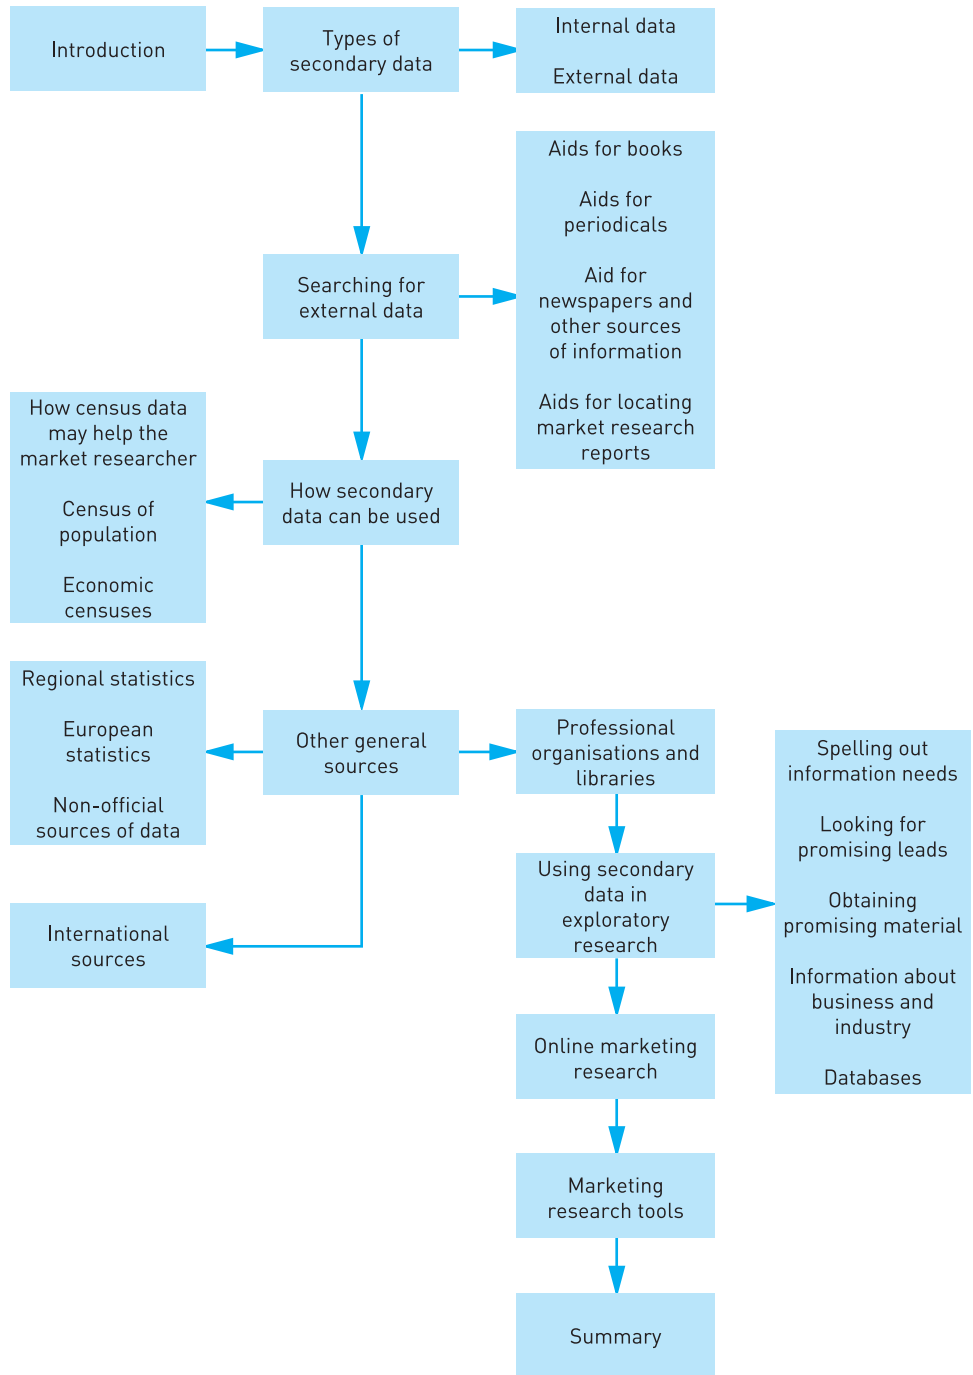 Introduction
Types of
secondary data
Internal data
External data
Aids for books
Aids for
periodicals
Aid for
newspapers and
other sources
of information
Aids for locating
market research
reports
Searching for
external data
How census data
may help the
market researcher
Census of
population
Economic
censuses
How secondary
data can be used
Regional statistics
European
statistics
Non-official
sources of data
Other general
sources
Professional
organisations and
libraries
Spelling out
information needs
Looking for
promising leads
Obtaining
promising material
Information about
business and
industry
Databases
Using secondary
data in
exploratory
research
International
sources
Online marketing
research
Marketing
research tools
Summary